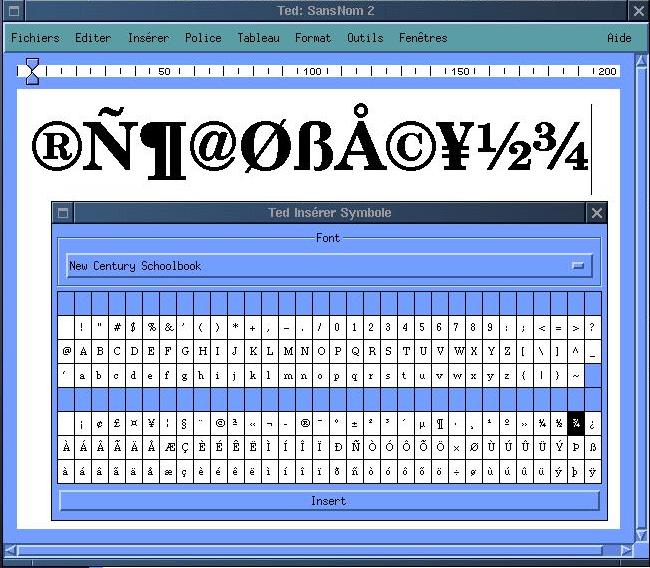 Ted: SansNom 2
Fichiers Editer Insérer Police Tableau Format Outils Fenêtres Aide
50 100 150 200
®Ñ¶@ØßÅ©¥½¾
Ted Insérer Symbole
Font
New Century Schoolbook
! " # $ % & ' ( ) * + , - . / 0 1 2 3 4 5 6 7 8 9 : ; < = > ?
@ A B C D E F G H I J K L M N O P Q R S T U V W X Y Z [ \ ] ^ _
‘ a b c d e f g h i j k l m n o p q r s t u v w x y z { | } ~
¡ ¢ £ ¤ ¥ ¦ § ¨ © ª « ¬ - ® ¯ ° ± ² ³ ´ µ ¶ · ¸ ¹ º » ¼ ½ ¾ ¿
À Á Â Ã Ä Å Æ Ç È É Ê Ë Ì Í Î Ï Ð Ñ Ò Ó Ô Õ Ö × Ø Ù Ú Û Ü Ý Þ ß
à á â ã ä å æ ç è é ê ë ì í î ï ð ñ ò ó ô õ ö ÷ ø ù ú û ü ý þ ÿ
Insert